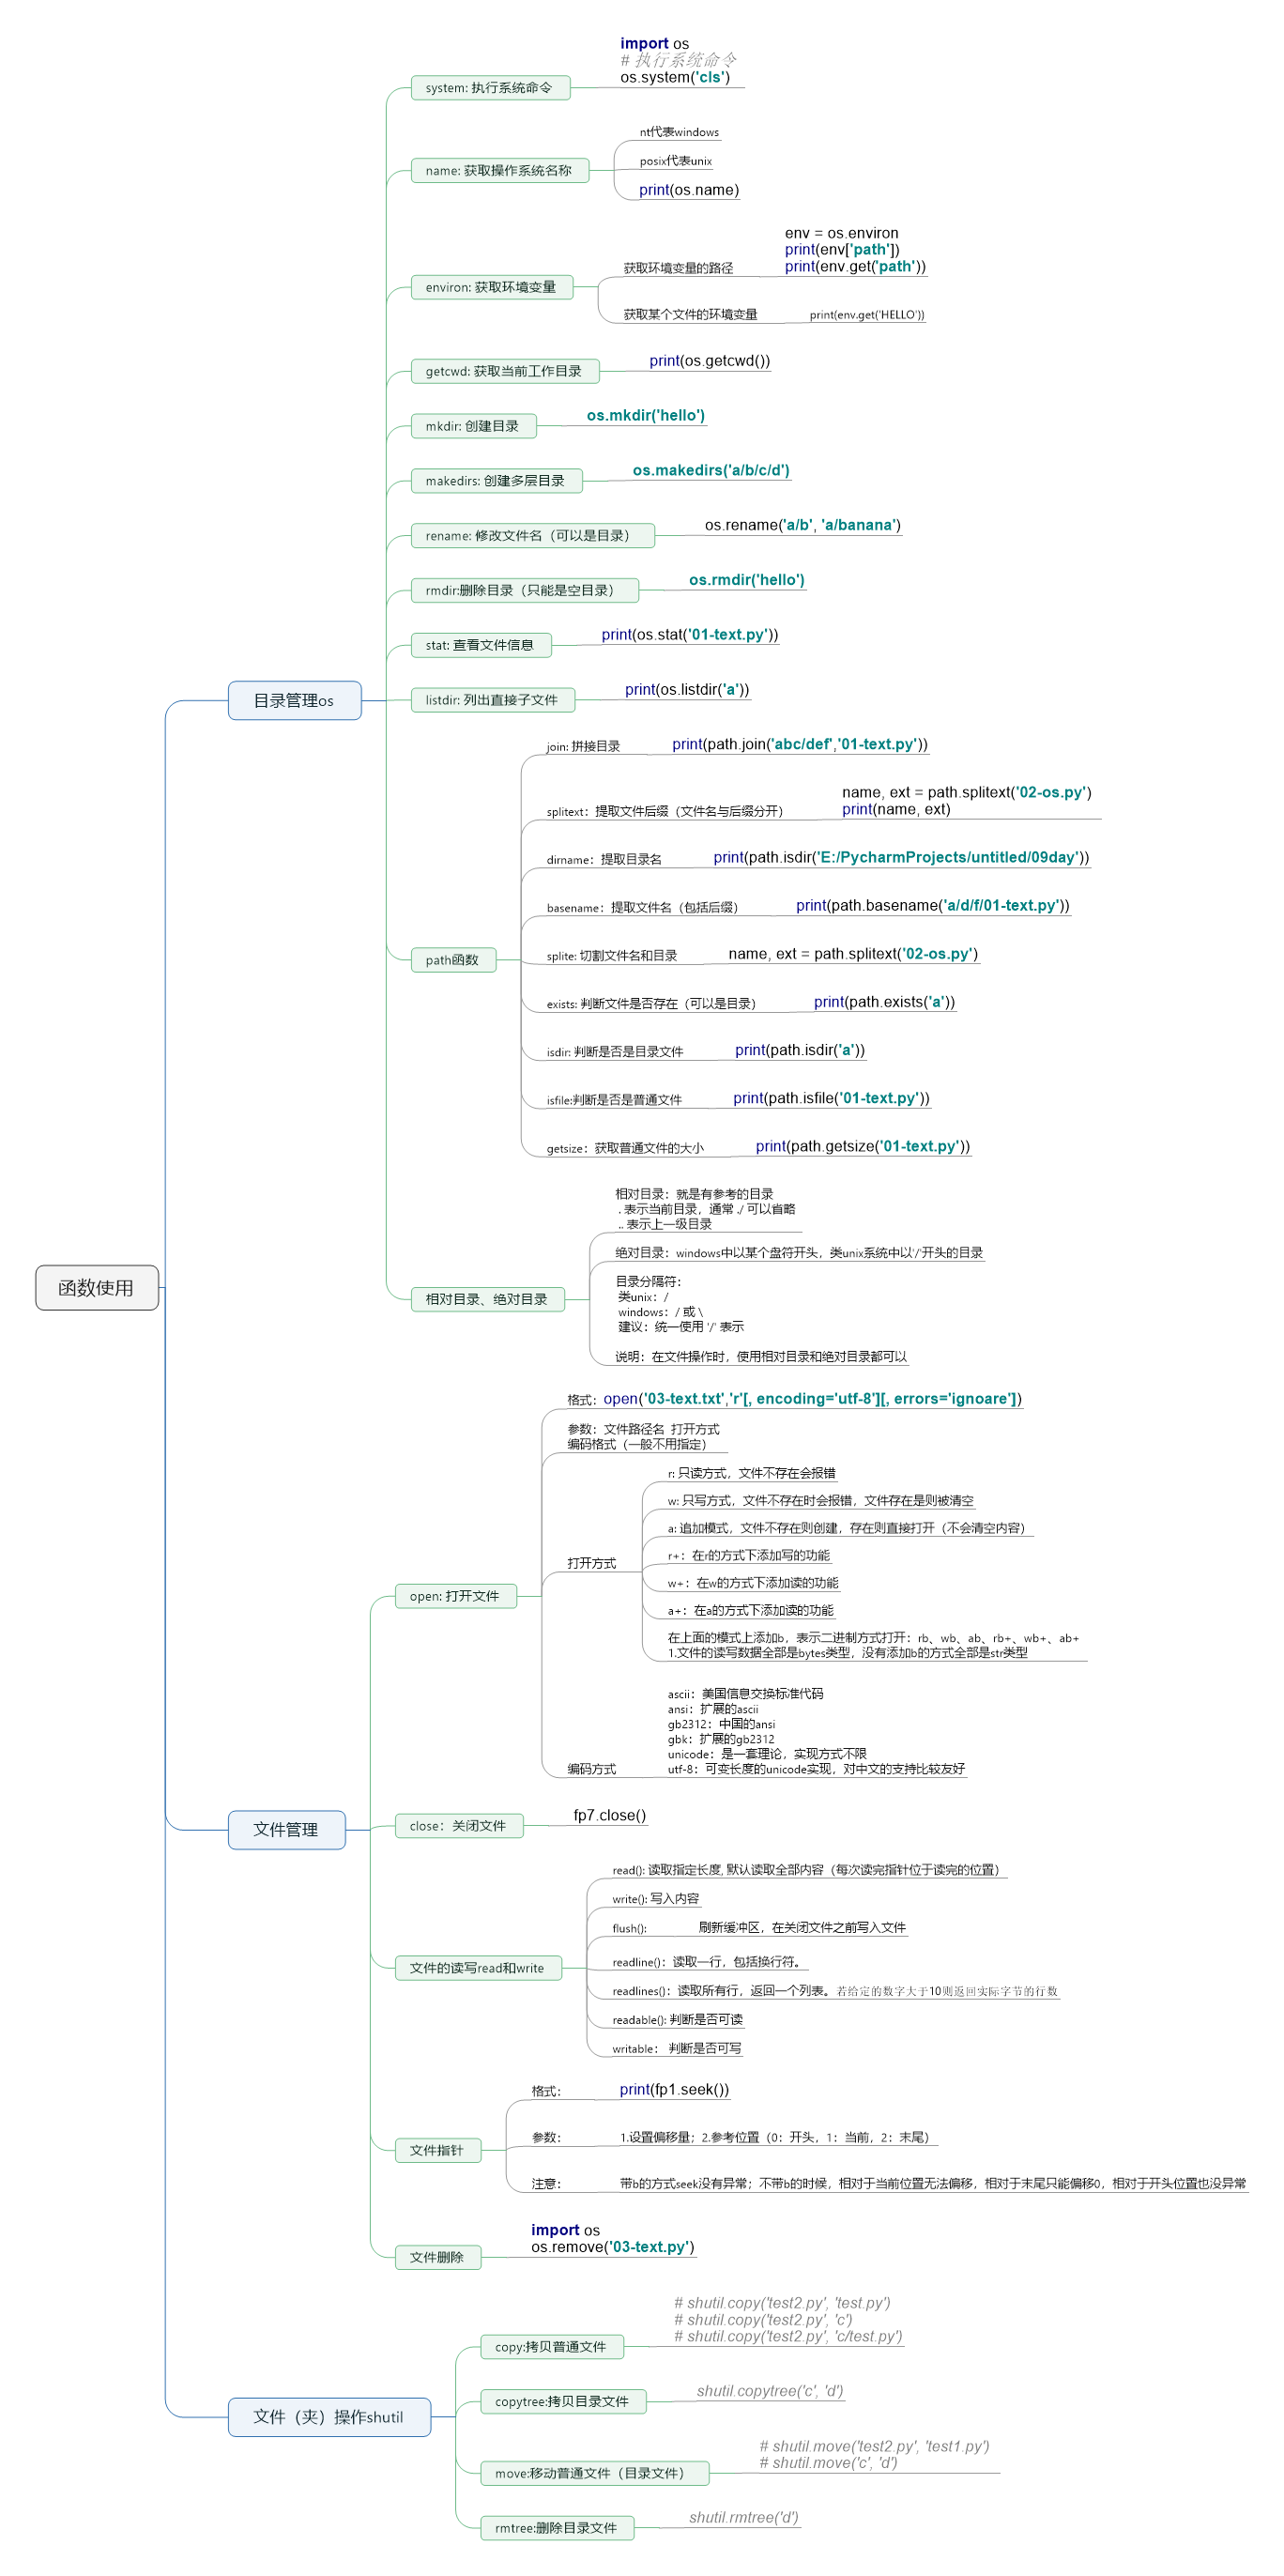 函数使用
目录管理os
system: 执行系统命令
import os
# 执行系统命令
os.system('cls')
name: 获取操作系统名称
nt代表windows
posix代表unix
print(os.name)
environ: 获取环境变量
获取环境变量的路径
env = os.environ
print(env['path'])
print(env.get('path'))
获取某个文件的环境变量
print(env.get('HELLO'))
getcwd: 获取当前工作目录
print(os.getcwd())
mkdir: 创建目录
os.mkdir('hello')
makedirs: 创建多层目录
os.makedirs('a/b/c/d')
rename: 修改文件名（可以是目录）
os.rename('a/b', 'a/banana')
rmdir:删除目录（只能是空目录）
os.rmdir('hello')
stat: 查看文件信息
print(os.stat('01-text.py'))
listdir: 列出直接子文件
print(os.listdir('a'))
path函数
join: 拼接目录
print(path.join('abc/def','01-text.py'))
splitext：提取文件后缀（文件名与后缀分开）
name, ext = path.splitext('02-os.py')
print(name, ext)
dirname：提取目录名
print(path.isdir('E:/PycharmProjects/untitled/09day'))
basename：提取文件名（包括后缀）
print(path.basename('a/d/f/01-text.py'))
splite: 切割文件名和目录
name, ext = path.splitext('02-os.py')
exists: 判断文件是否存在（可以是目录）
print(path.exists('a'))
isdir: 判断是否是目录文件
print(path.isdir('a'))
isfile:判断是否是普通文件
print(path.isfile('01-text.py'))
getsize：获取普通文件的大小
print(path.getsize('01-text.py'))
相对目录、绝对目录
相对目录：就是有参考的目录
. 表示当前目录，通常 ./ 可以省略
.. 表示上一级目录
绝对目录：windows中以某个盘符开头，类unix系统中以'/'开头的目录
目录分隔符：
类unix：/
windows：/ 或 \
建议：统一使用 '/' 表示
说明：在文件操作时，使用相对目录和绝对目录都可以
文件管理
open: 打开文件
格式：open('03-text.txt','r'[, encoding='utf-8'][, errors='ignoare'])
参数：文件路径名 打开方式
编码格式（一般不用指定）
打开方式
r: 只读方式，文件不存在会报错
w: 只写方式，文件不存在时会报错，文件存在是则被清空
a: 追加模式，文件不存在则创建，存在则直接打开（不会清空内容）
r+：在r的方式下添加写的功能
w+：在w的方式下添加读的功能
a+：在a的方式下添加读的功能
在上面的模式上添加b，表示二进制方式打开：rb、wb、ab、rb+、wb+、ab+
1.文件的读写数据全部是bytes类型，没有添加b的方式全部是str类型
编码方式
ascii：美国信息交换标准代码
ansi：扩展的ascii
gb2312：中国的ansi
gbk：扩展的gb2312
unicode：是一套理论，实现方式不限
utf-8：可变长度的unicode实现，对中文的支持比较友好
close：关闭文件
fp7.close()
文件的读写read和write
read(): 读取指定长度, 默认读取全部内容（每次读完指针位于读完的位置）
write(): 写入内容
flush(): 刷新缓冲区，在关闭文件之前写入文件
readline()：读取一行，包括换行符。
readlines()：读取所有行，返回一个列表。若给定的数字大于10则返回实际字节的行数
readable(): 判断是否可读
writable： 判断是否可写
文件指针
格式：
print(fp1.seek())
参数：
1.设置偏移量；2.参考位置（0：开头，1：当前，2：末尾）
注意：
带b的方式seek没有异常；不带b的时候，相对于当前位置无法偏移，相对于末尾只能偏移0，相对于开头位置也没异常
文件删除
import os
os.remove('03-text.py')
文件（夹）操作shutil
copy:拷贝普通文件
# shutil.copy('test2.py', 'test.py')
# shutil.copy('test2.py', 'c')
# shutil.copy('test2.py', 'c/test.py')
copytree:拷贝目录文件
shutil.copytree('c', 'd')
move:移动普通文件（目录文件）
# shutil.move('test2.py', 'test1.py')
# shutil.move('c', 'd')
rmtree:删除目录文件
shutil.rmtree('d')